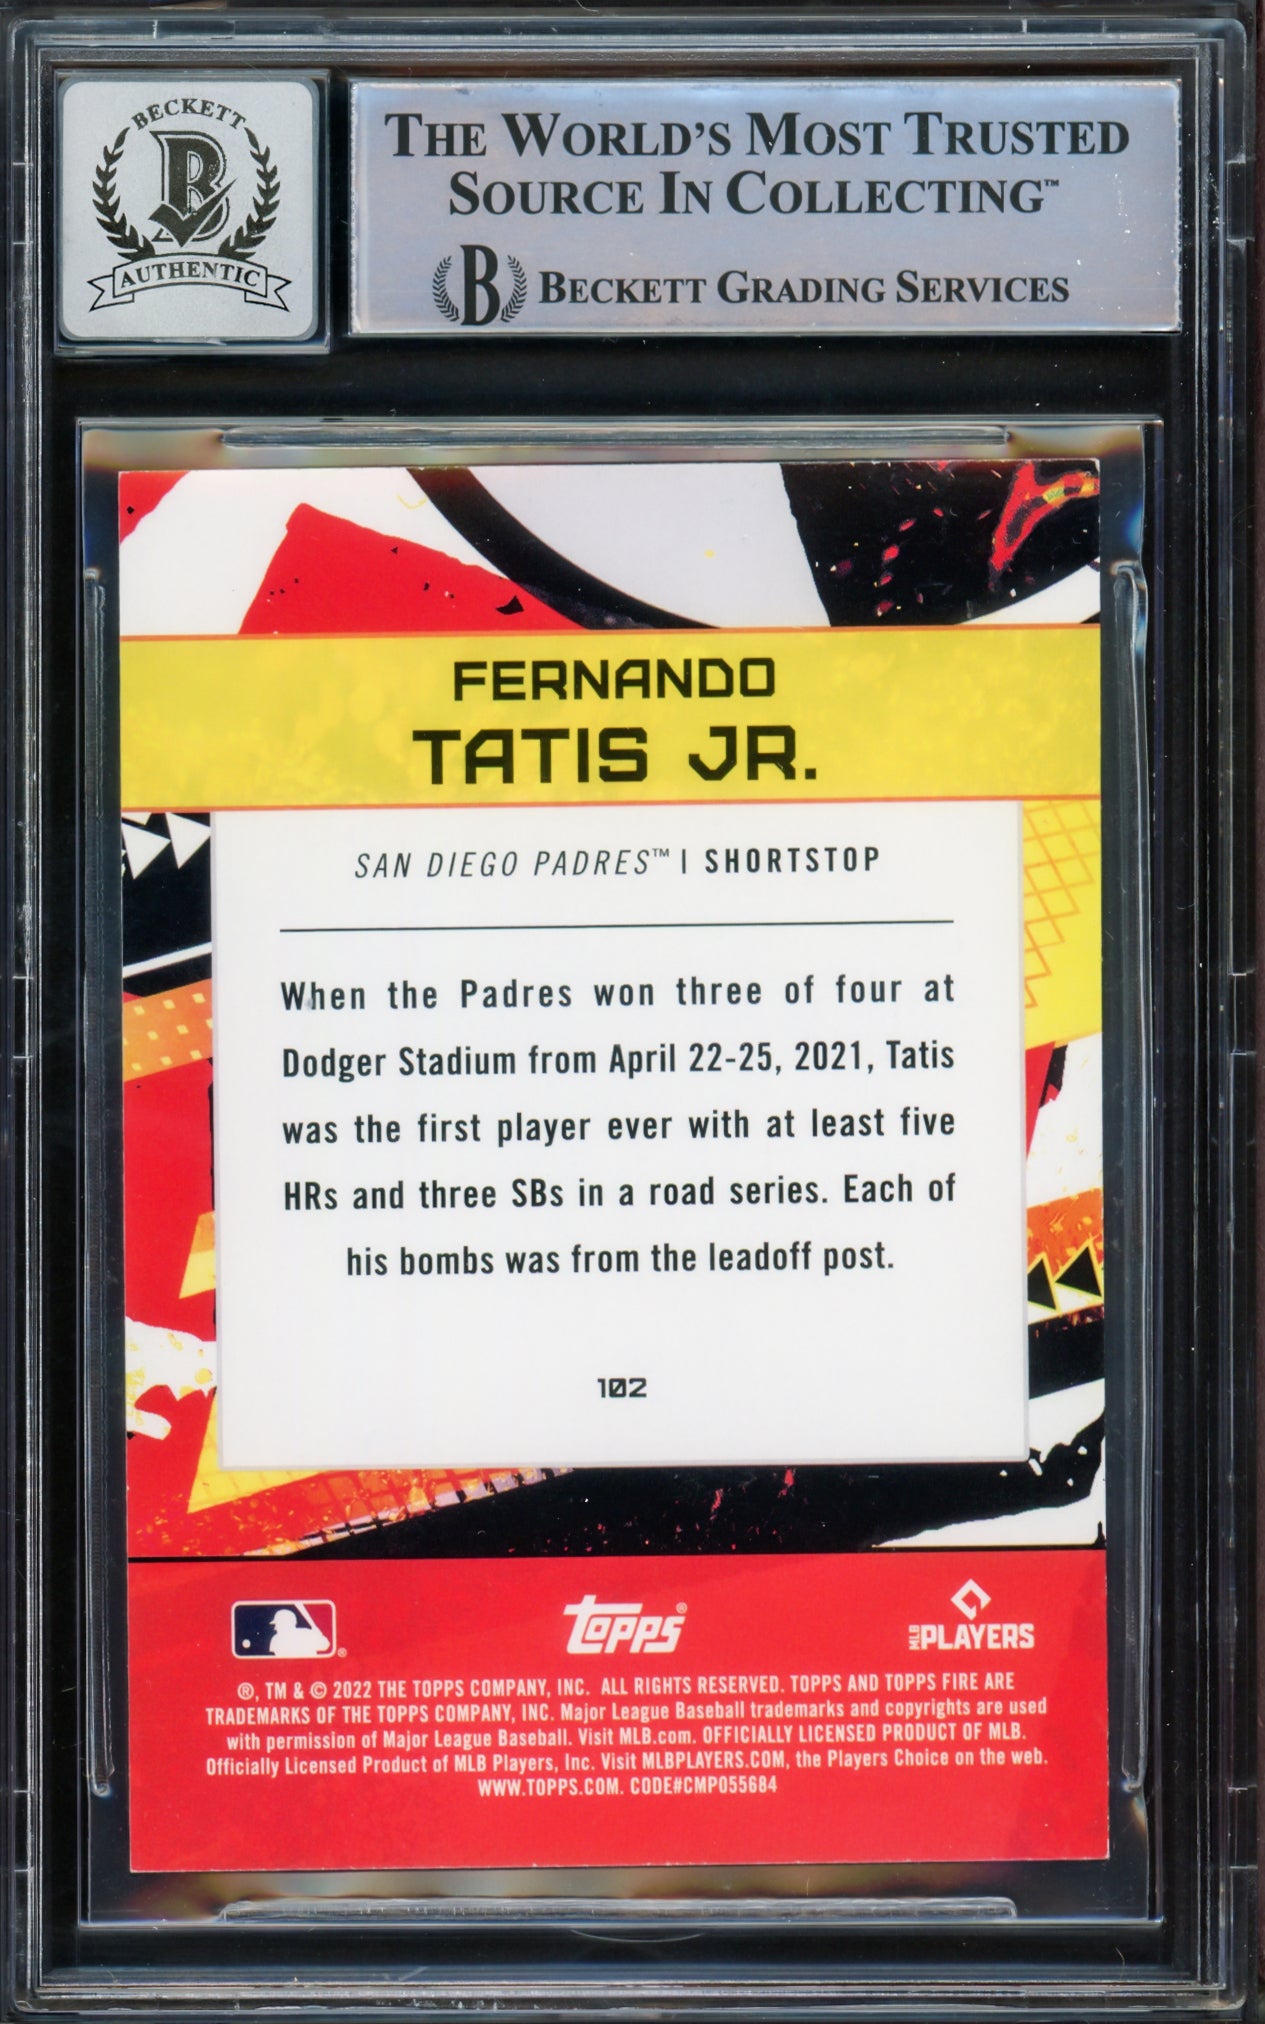 BECKETT
B
AUTHENTIC
THE WORLD'S MOST TRUSTED
SOURCE IN COLLECTING™
B BECKETT GRADING SERVICES
FERNANDO
TATIS JR.
SAN DIEGO PADRES™ | SHORTSTOP
When the Padres won three of four at
Dodger Stadium from April 22-25, 2021, Tatis
was the first player ever with at least five
HRs and three SBs in a road series. Each of
his bombs was from the leadoff post.
102
TOPPS®
MLB PLAYERS
®, TM & © 2022 THE TOPPS COMPANY, INC. ALL RIGHTS RESERVED. TOPPS AND TOPPS FIRE ARE
TRADEMARKS OF THE TOPPS COMPANY, INC. Major League Baseball trademarks and copyrights are used
with permission of Major League Baseball. Visit MLB.com. OFFICIALLY LICENSED PRODUCT OF MLB.
Officially Licensed Product of MLB Players, Inc. Visit MLBPLAYERS.COM, the Players Choice on the web.
WWW.TOPPS.COM. CODE#CMP055684